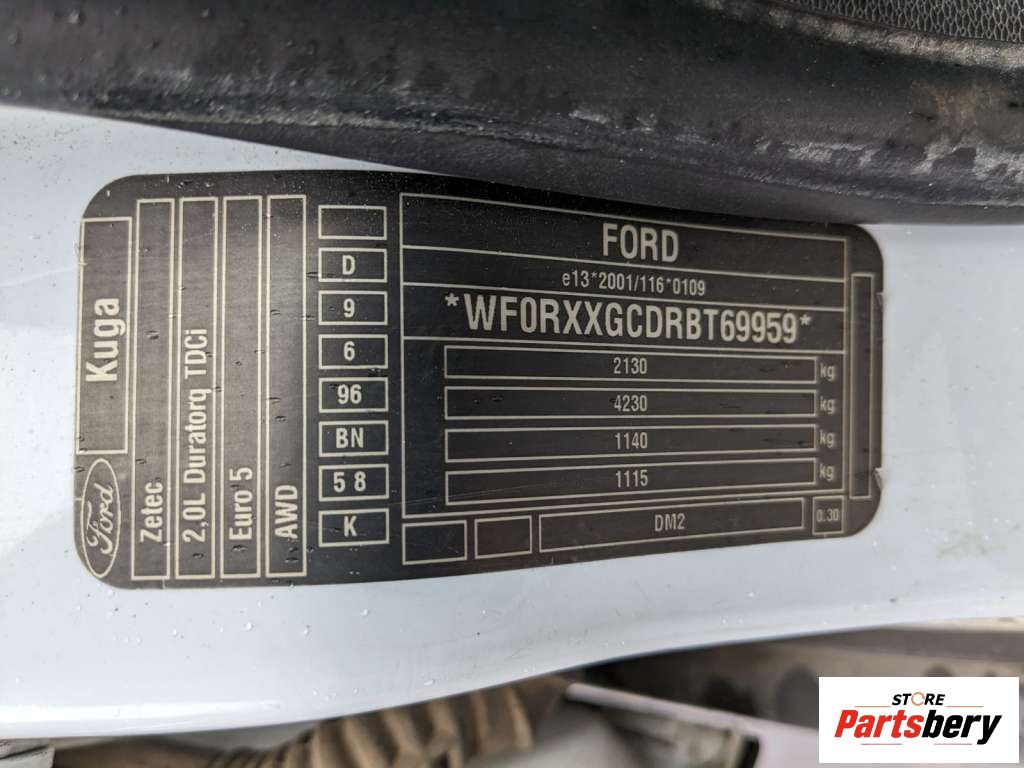 Kuga
Ford
Zetec
2,0L Duratorq TDCi
Euro 5
AWD
D
9
6
96
BN
5 8
K
FORD
e13*2001/116*0109
*WF0RXXGCDRBT69959*
2130 kg
4230 kg
1140 kg
1115 kg
DM2 0.30
STORE
Partsbery